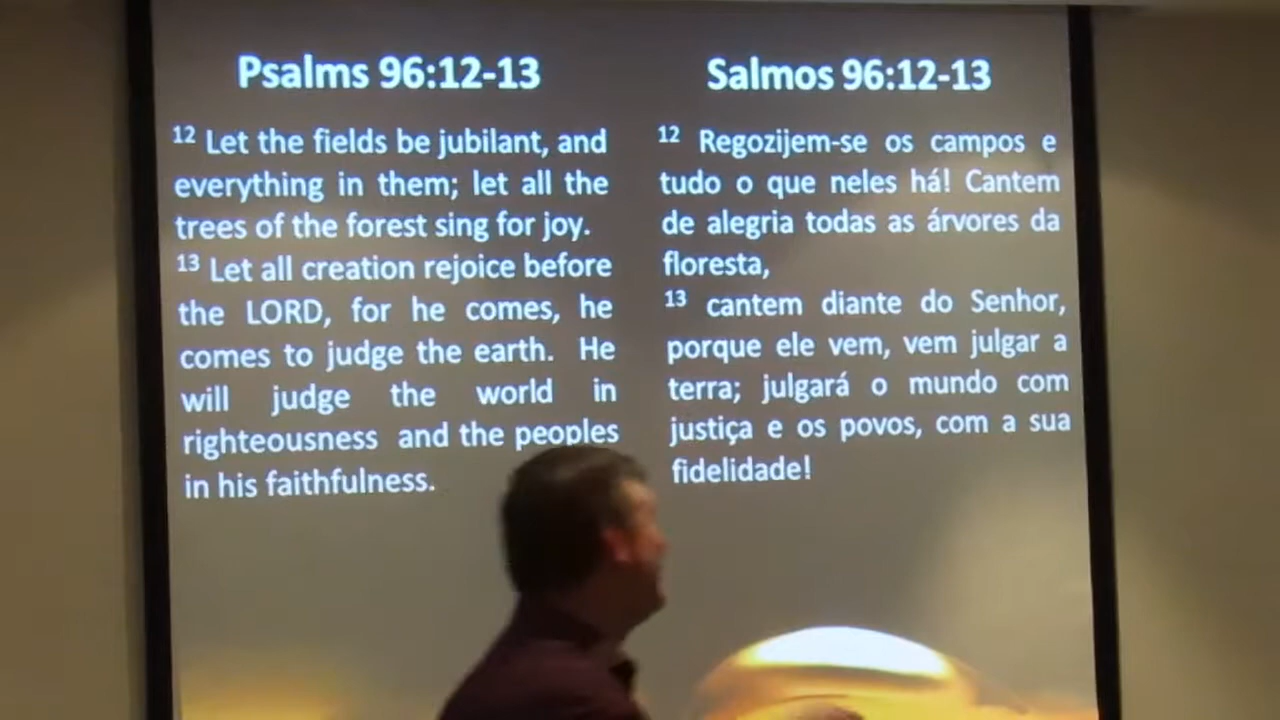 Psalms 96:12-13
12 Let the fields be jubilant, and
everything in them; let all the
trees of the forest sing for joy.
13 Let all creation rejoice before
the LORD, for he comes, he
comes to judge the earth. He
will judge the world in
righteousness and the peoples
in his faithfulness.
Salmos 96:12-13
12 Regozijem-se os campos e
tudo o que neles há! Cantem
de alegria todas as árvores da
floresta,
13 cantem diante do Senhor,
porque ele vem, vem julgar a
terra; julgará o mundo com
justiça e os povos, com a sua
fidelidade!